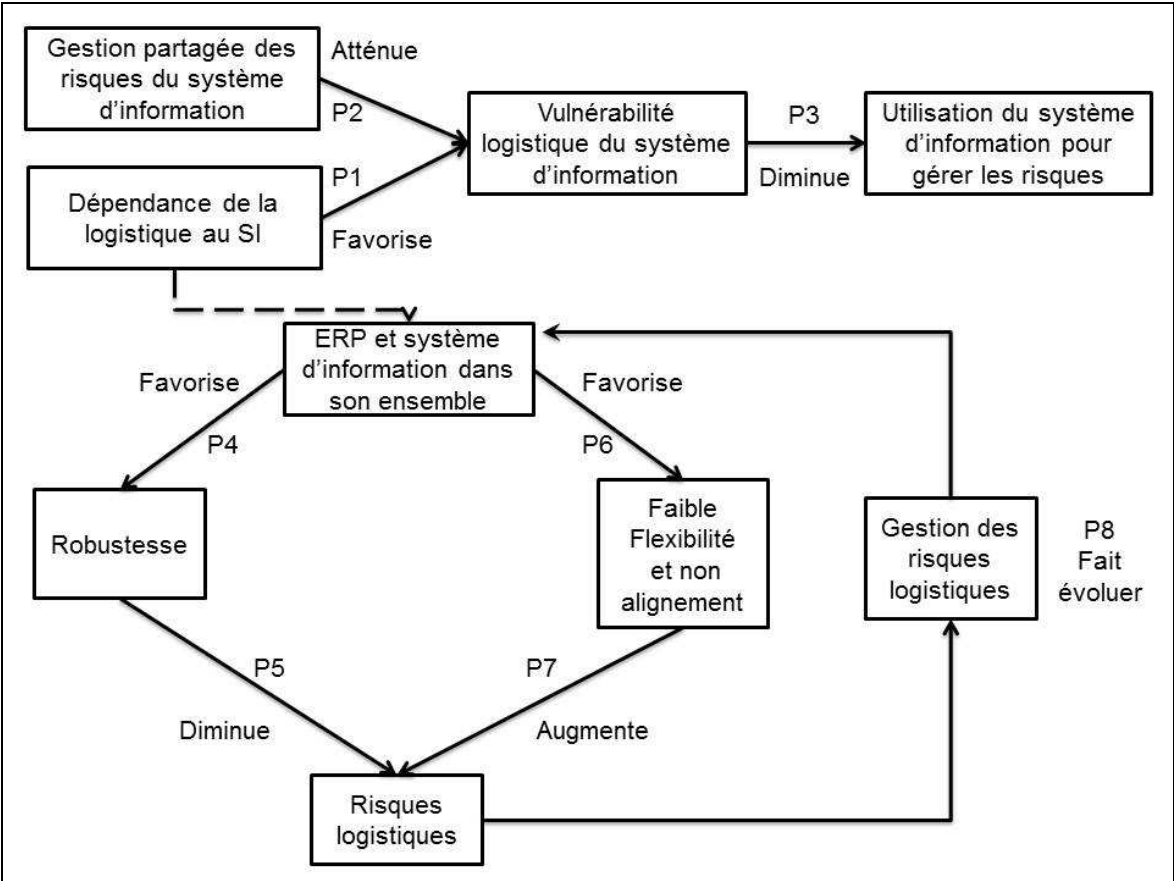 Gestion partagée des
risques du système
d'information
Atténue
P2
P1
Favorise
Dépendance de la
logistique au SI
Vulnérabilité
logistique du système
d'information
P3
Diminue
Utilisation du système
d'information pour
gérer les risques
ERP et système
d'information dans
son ensemble
Favorise
P4
Favorise
P6
Robustesse
Faible
Flexibilité
et non
alignement
Gestion des
risques
logistiques
P8
Fait
évoluer
P5
Diminue
P7
Augmente
Risques
logistiques